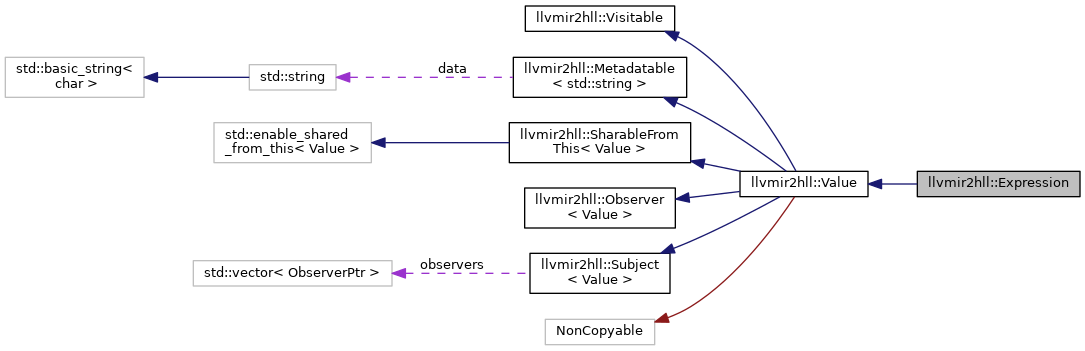 llvmir2hll::Visitable
std::basic_string<
char >
std::string
data
llvmir2hll::Metadatable
< std::string >
std::enable_shared
_from_this< Value >
llvmir2hll::SharableFrom
This< Value >
llvmir2hll::Value
llvmir2hll::Expression
llvmir2hll::Observer
< Value >
std::vector< ObserverPtr >
observers
llvmir2hll::Subject
< Value >
NonCopyable